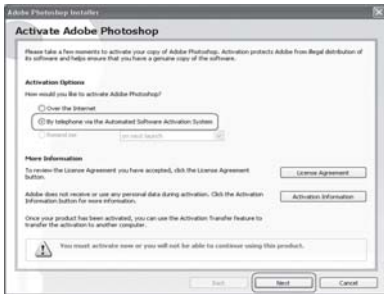 Adobe Photoshop Installer
Activate Adobe Photoshop
Please take a few moments to activate your copy of Adobe Photoshop. Activation protects Adobe from illegal distribution of
its software and helps ensure that you have a genuine copy of the software.
Activation Options
How would you like to activate Adobe Photoshop?
Over the Internet
By telephone via the Automated Software Activation System
Remind me on next launch
More Information
To review the License Agreement you have accepted, click the License Agreement
button.
License Agreement
Adobe does not receive or use any personal data during activation. Click the Activation
Information button for more information.
Activation Information
Once your product has been activated, you can use the Activation Transfer feature to
transfer the activation to another computer.
You must activate now or you will not be able to continue using this product.
Back Next Cancel